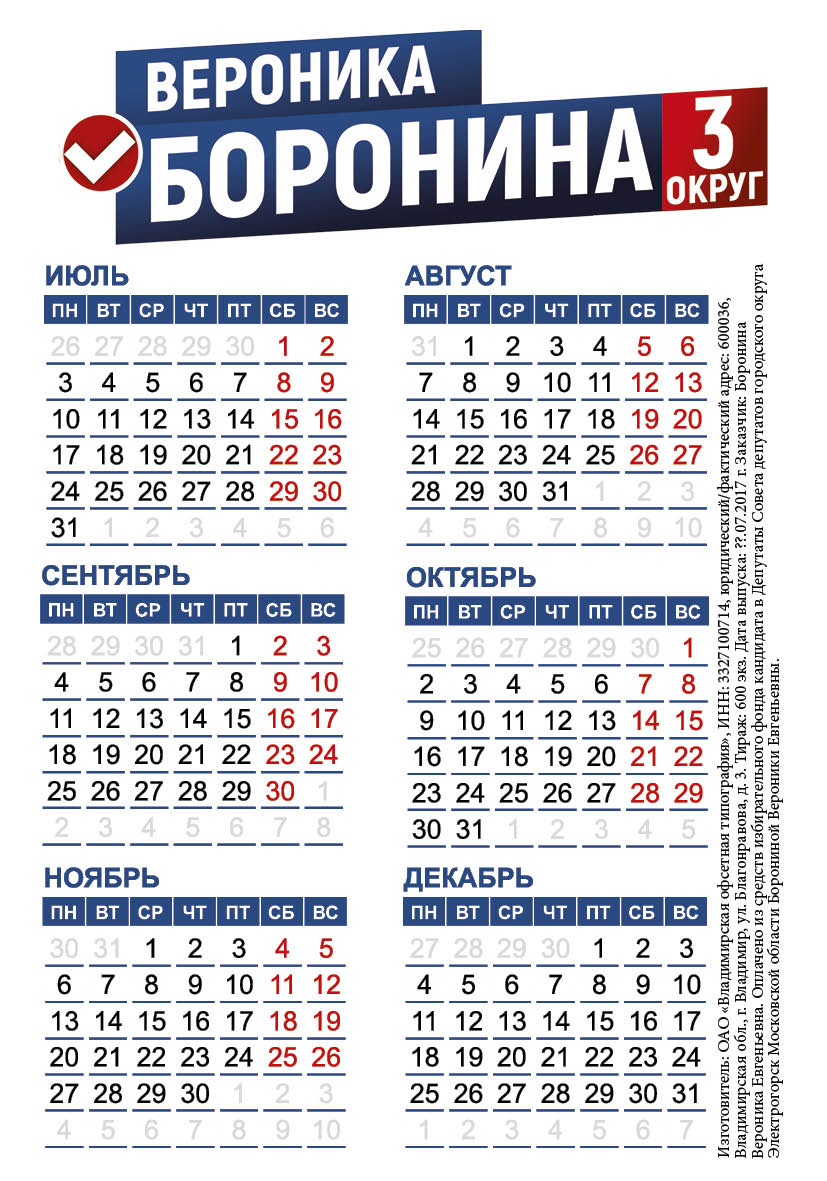 ВЕРОНИКА
БОРОНИНА
3
ОКРУГ
ИЮЛЬ
ПН ВТ СР ЧТ ПТ СБ ВС
26 27 28 29 30 1 2
3 4 5 6 7 8 9
10 11 12 13 14 15 16
17 18 19 20 21 22 23
24 25 26 27 28 29 30
31 1 2 3 4 5 6
АВГУСТ
ПН ВТ СР ЧТ ПТ СБ ВС
31 1 2 3 4 5 6
7 8 9 10 11 12 13
14 15 16 17 18 19 20
21 22 23 24 25 26 27
28 29 30 31 1 2 3
4 5 6 7 8 9 10
СЕНТЯБРЬ
ПН ВТ СР ЧТ ПТ СБ ВС
28 29 30 31 1 2 3
4 5 6 7 8 9 10
11 12 13 14 15 16 17
18 19 20 21 22 23 24
25 26 27 28 29 30 1
2 3 4 5 6 7 8
ОКТЯБРЬ
ПН ВТ СР ЧТ ПТ СБ ВС
25 26 27 28 29 30 1
2 3 4 5 6 7 8
9 10 11 12 13 14 15
16 17 18 19 20 21 22
23 24 25 26 27 28 29
30 31 1 2 3 4 5
НОЯБРЬ
ПН ВТ СР ЧТ ПТ СБ ВС
30 31 1 2 3 4 5
6 7 8 9 10 11 12
13 14 15 16 17 18 19
20 21 22 23 24 25 26
27 28 29 30 1 2 3
4 5 6 7 8 9 10
ДЕКАБРЬ
ПН ВТ СР ЧТ ПТ СБ ВС
27 28 29 30 1 2 3
4 5 6 7 8 9 10
11 12 13 14 15 16 17
18 19 20 21 22 23 24
25 26 27 28 29 30 31
1 2 3 4 5 6 7
Изготовитель: ОАО «Владимирская офсетная типография», ИНН: 3327100714, юридический/фактический адрес: 600036,
Владимирская обл., г. Владимир, ул. Благонравова, д. 3. Тираж: 600 экз. Дата выпуска: ??.07.2017 г. Заказчик: Боронина
Вероника Евгеньевна. Оплачено из средств избирательного фонда кандидата в Депутаты Совета депутатов городского округа
Электрогорск Московской области Борониной Вероники Евгеньевны.